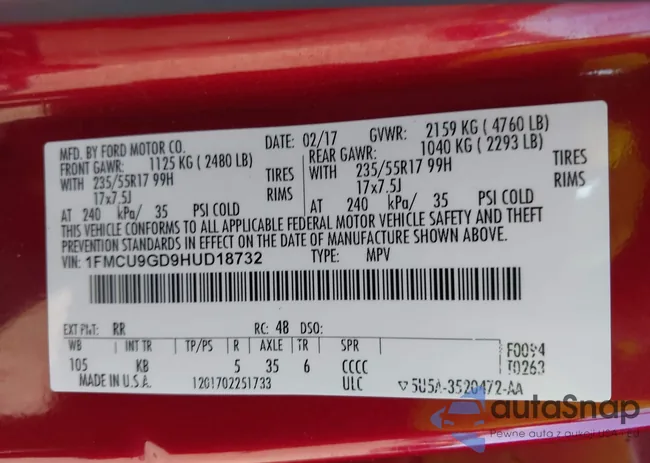 MFD. BY FORD MOTOR CO. DATE: 02/17 GVWR: 2159 KG ( 4760 LB)
FRONT GAWR: 1125 KG ( 2480 LB) REAR GAWR: 1040 KG ( 2293 LB)
WITH 235/55R17 99H TIRES WITH 235/55R17 99H TIRES
17x7.5J RIMS 17x7.5J RIMS
AT 240 kPa/ 35 PSI COLD AT 240 kPa/ 35 PSI COLD
THIS VEHICLE CONFORMS TO ALL APPLICABLE FEDERAL MOTOR VEHICLE SAFETY AND THEFT
PREVENTION STANDARDS IN EFFECT ON THE DATE OF MANUFACTURE SHOWN ABOVE.
VIN: 1FMCU9GD9HUD18732 TYPE: MPV
EXT PNT: RR RC: 48 DSO:
WB INT TR TP/PS R AXLE TR SPR
105 KB 5 35 6 CCCC
MADE IN U.S.A. 1201702251733 ULC
F0094
T0263
▽5U5A-3520472-AA
autaSnap